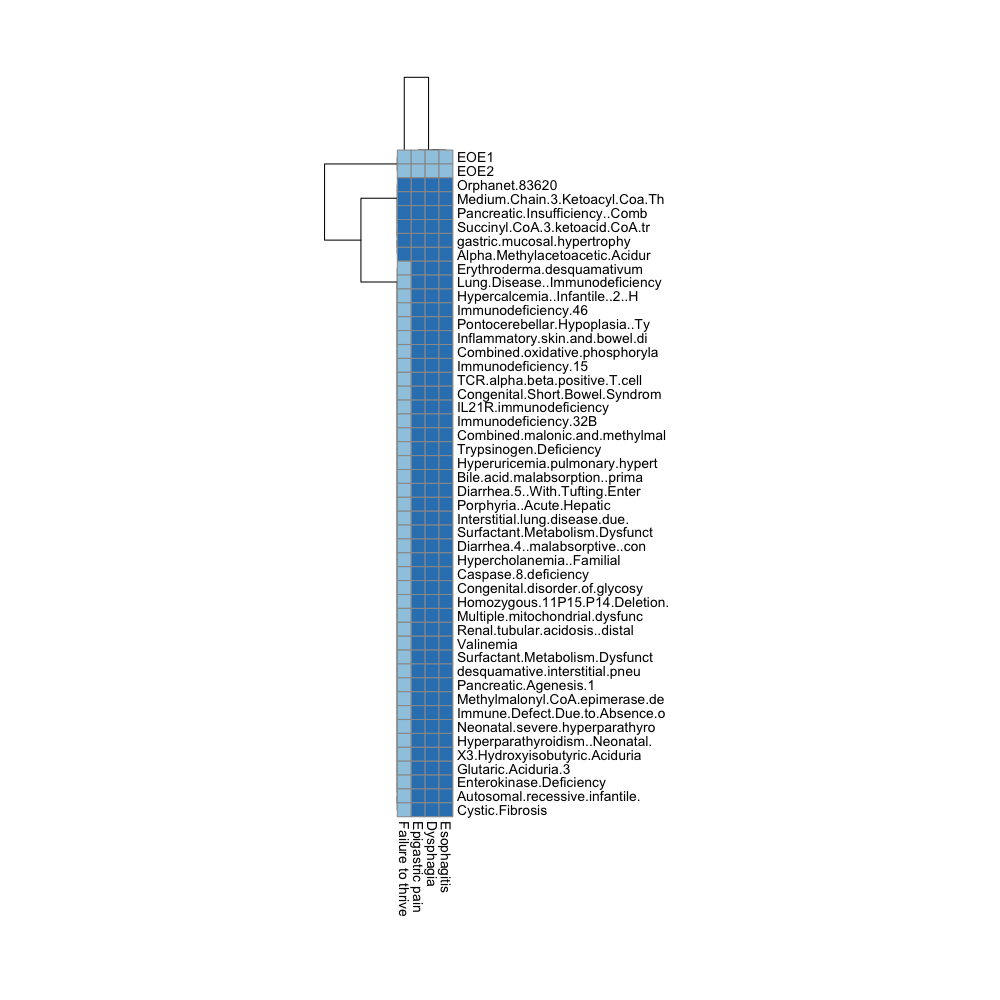 EOE1
EOE2
Orphanet.83620
Medium.Chain.3.Ketoacyl.Coa.Th
Pancreatic.Insufficiency..Comb
Succinyl.CoA.3.ketoacid.CoA.tr
gastric.mucosal.hypertrophy
Alpha.Methylacetoacetic.Acidur
Erythroderma.desquamativum
Lung.Disease..Immunodeficiency
Hypercalcemia..Infantile..2..H
Immunodeficiency.46
Pontocerebellar.Hypoplasia..Ty
Inflammatory.skin.and.bowel.di
Combined.oxidative.phosphoryla
Immunodeficiency.15
TCR.alpha.beta.positive.T.cell
Congenital.Short.Bowel.Syndrom
IL21R.immunodeficiency
Immunodeficiency.32B
Combined.malonic.and.methylmal
Trypsinogen.Deficiency
Hyperuricemia.pulmonary.hypert
Bile.acid.malabsorption..prima
Diarrhea.5..With.Tufting.Enter
Porphyria..Acute.Hepatic
Interstitial.lung.disease.due.
Surfactant.Metabolism.Dysfunct
Diarrhea.4..malabsorptive..con
Hypercholanemia..Familial
Caspase.8.deficiency
Congenital.disorder.of.glycosy
Homozygous.11P15.P14.Deletion.
Multiple.mitochondrial.dysfunc
Renal.tubular.acidosis..distal
Valinemia
Surfactant.Metabolism.Dysfunct
desquamative.interstitial.pneu
Pancreatic.Agenesis.1
Methylmalonyl.CoA.epimerase.de
Immune.Defect.Due.to.Absence.o
Neonatal.severe.hyperparathyro
Hyperparathyroidism..Neonatal.
X3.Hydroxyisobutyric.Aciduria
Glutaric.Aciduria.3
Enterokinase.Deficiency
Autosomal.recessive.infantile.
Cystic.Fibrosis
Failure to thrive
Epigastric pain
Dysphagia
Esophagitis